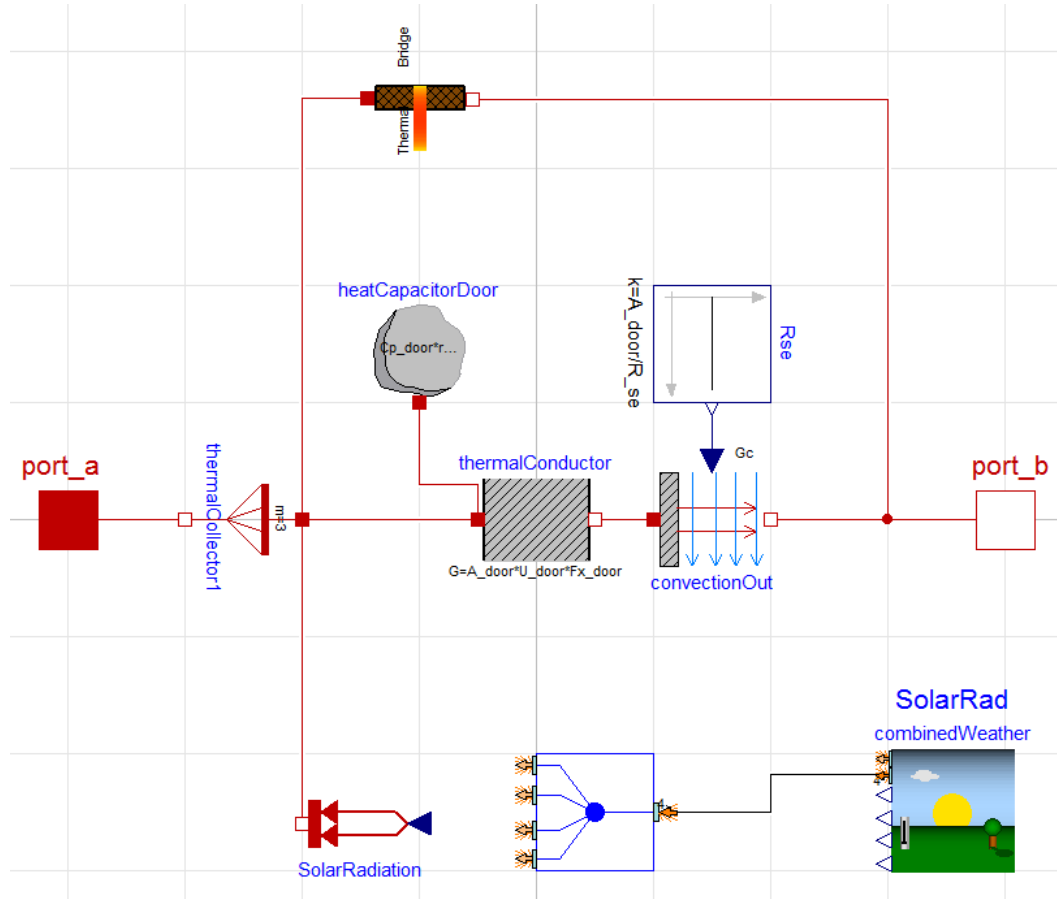 Thermal Bridge
heatCapacitorDoor
Cp_door*r...
k=A_door/R_se
Rse
port_a
thermalCollector1
m=3
thermalConductor
G=A_door*U_door*Fx_door
Gc
convectionOut
port_b
SolarRadiation
SolarRad
combinedWeather